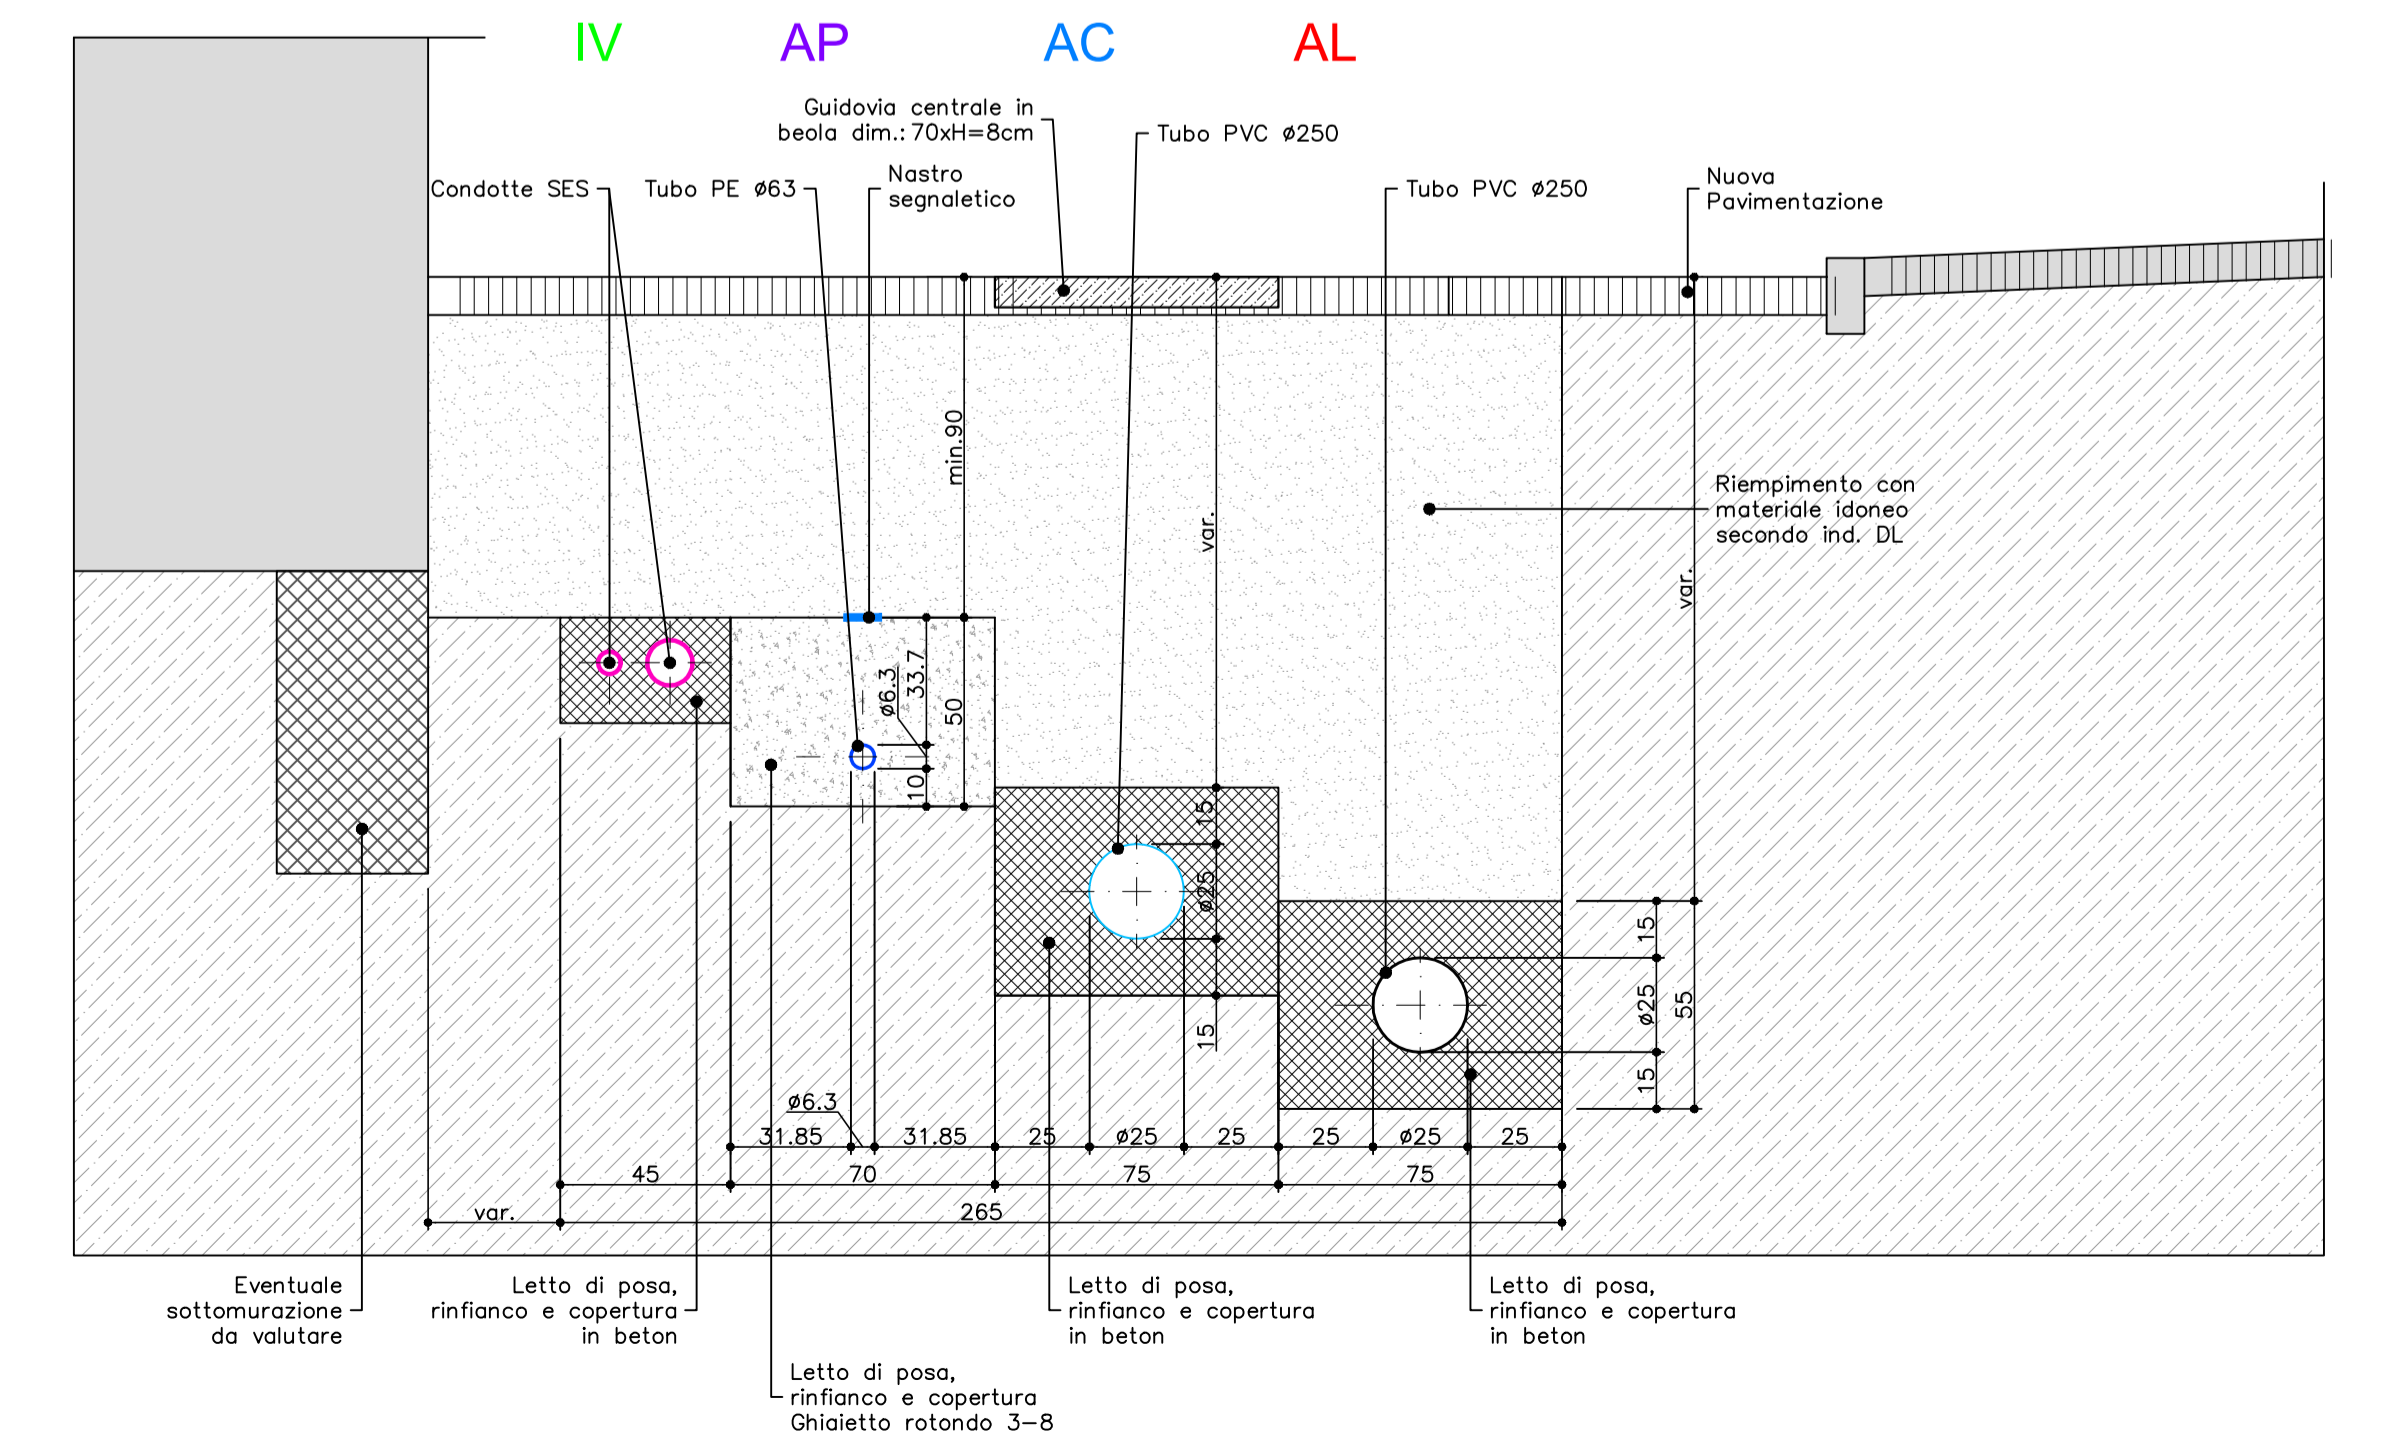 IV
AP
AC
AL
Guidovia centrale in
beola dim.: 70xH=8cm
Tubo PVC ø250
Condotte SES
Tubo PE ø63
Nastro
segnaletico
Tubo PVC ø250
Nuova
Pavimentazione
min.90
var.
var.
Riempimento con
materiale idoneo
secondo ind. DL
ø6.3
33.7
50
10
15
ø25
15
15
ø25
15
55
ø6.3
31.85
31.85
25
ø25
25
25
ø25
25
45
70
75
75
var.
265
Eventuale
sottomurazione
da valutare
Letto di posa,
rinfianco e copertura
in beton
Letto di posa,
rinfianco e copertura
Ghiaietto rotondo 3-8
Letto di posa,
rinfianco e copertura
in beton
Letto di posa,
rinfianco e copertura
in beton